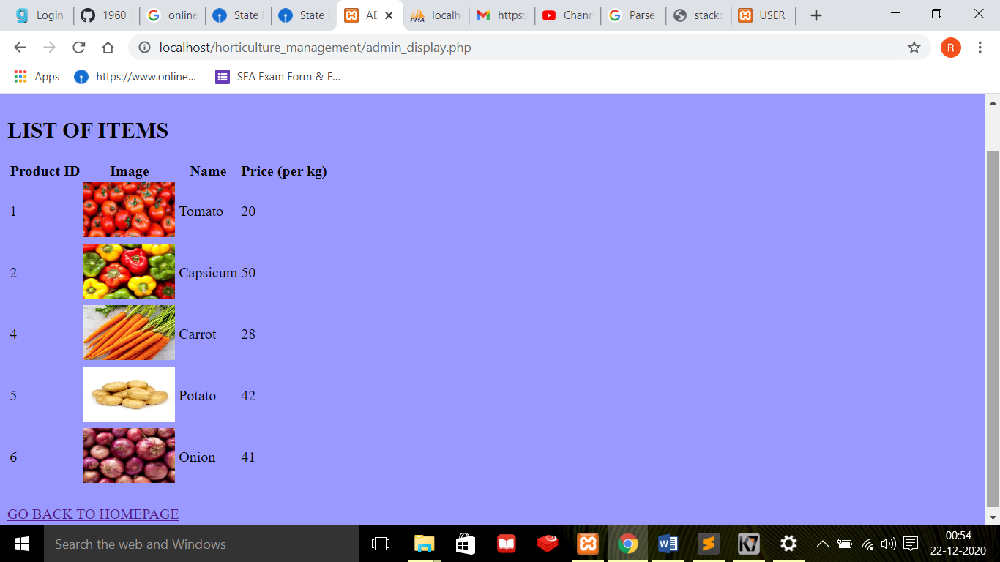 Login
1960_
online
State
State
AD
localh
https:/
Chann
Parse
stack
USER
localhost/horticulture_management/admin_display.php
R
Apps
https://www.online...
SEA Exam Form & F...
LIST OF ITEMS
Product ID Image Name Price (per kg)
1 Tomato 20
2 Capsicum 50
4 Carrot 28
5 Potato 42
6 Onion 41
GO BACK TO HOMEPAGE
Search the web and Windows
00:54
22-12-2020